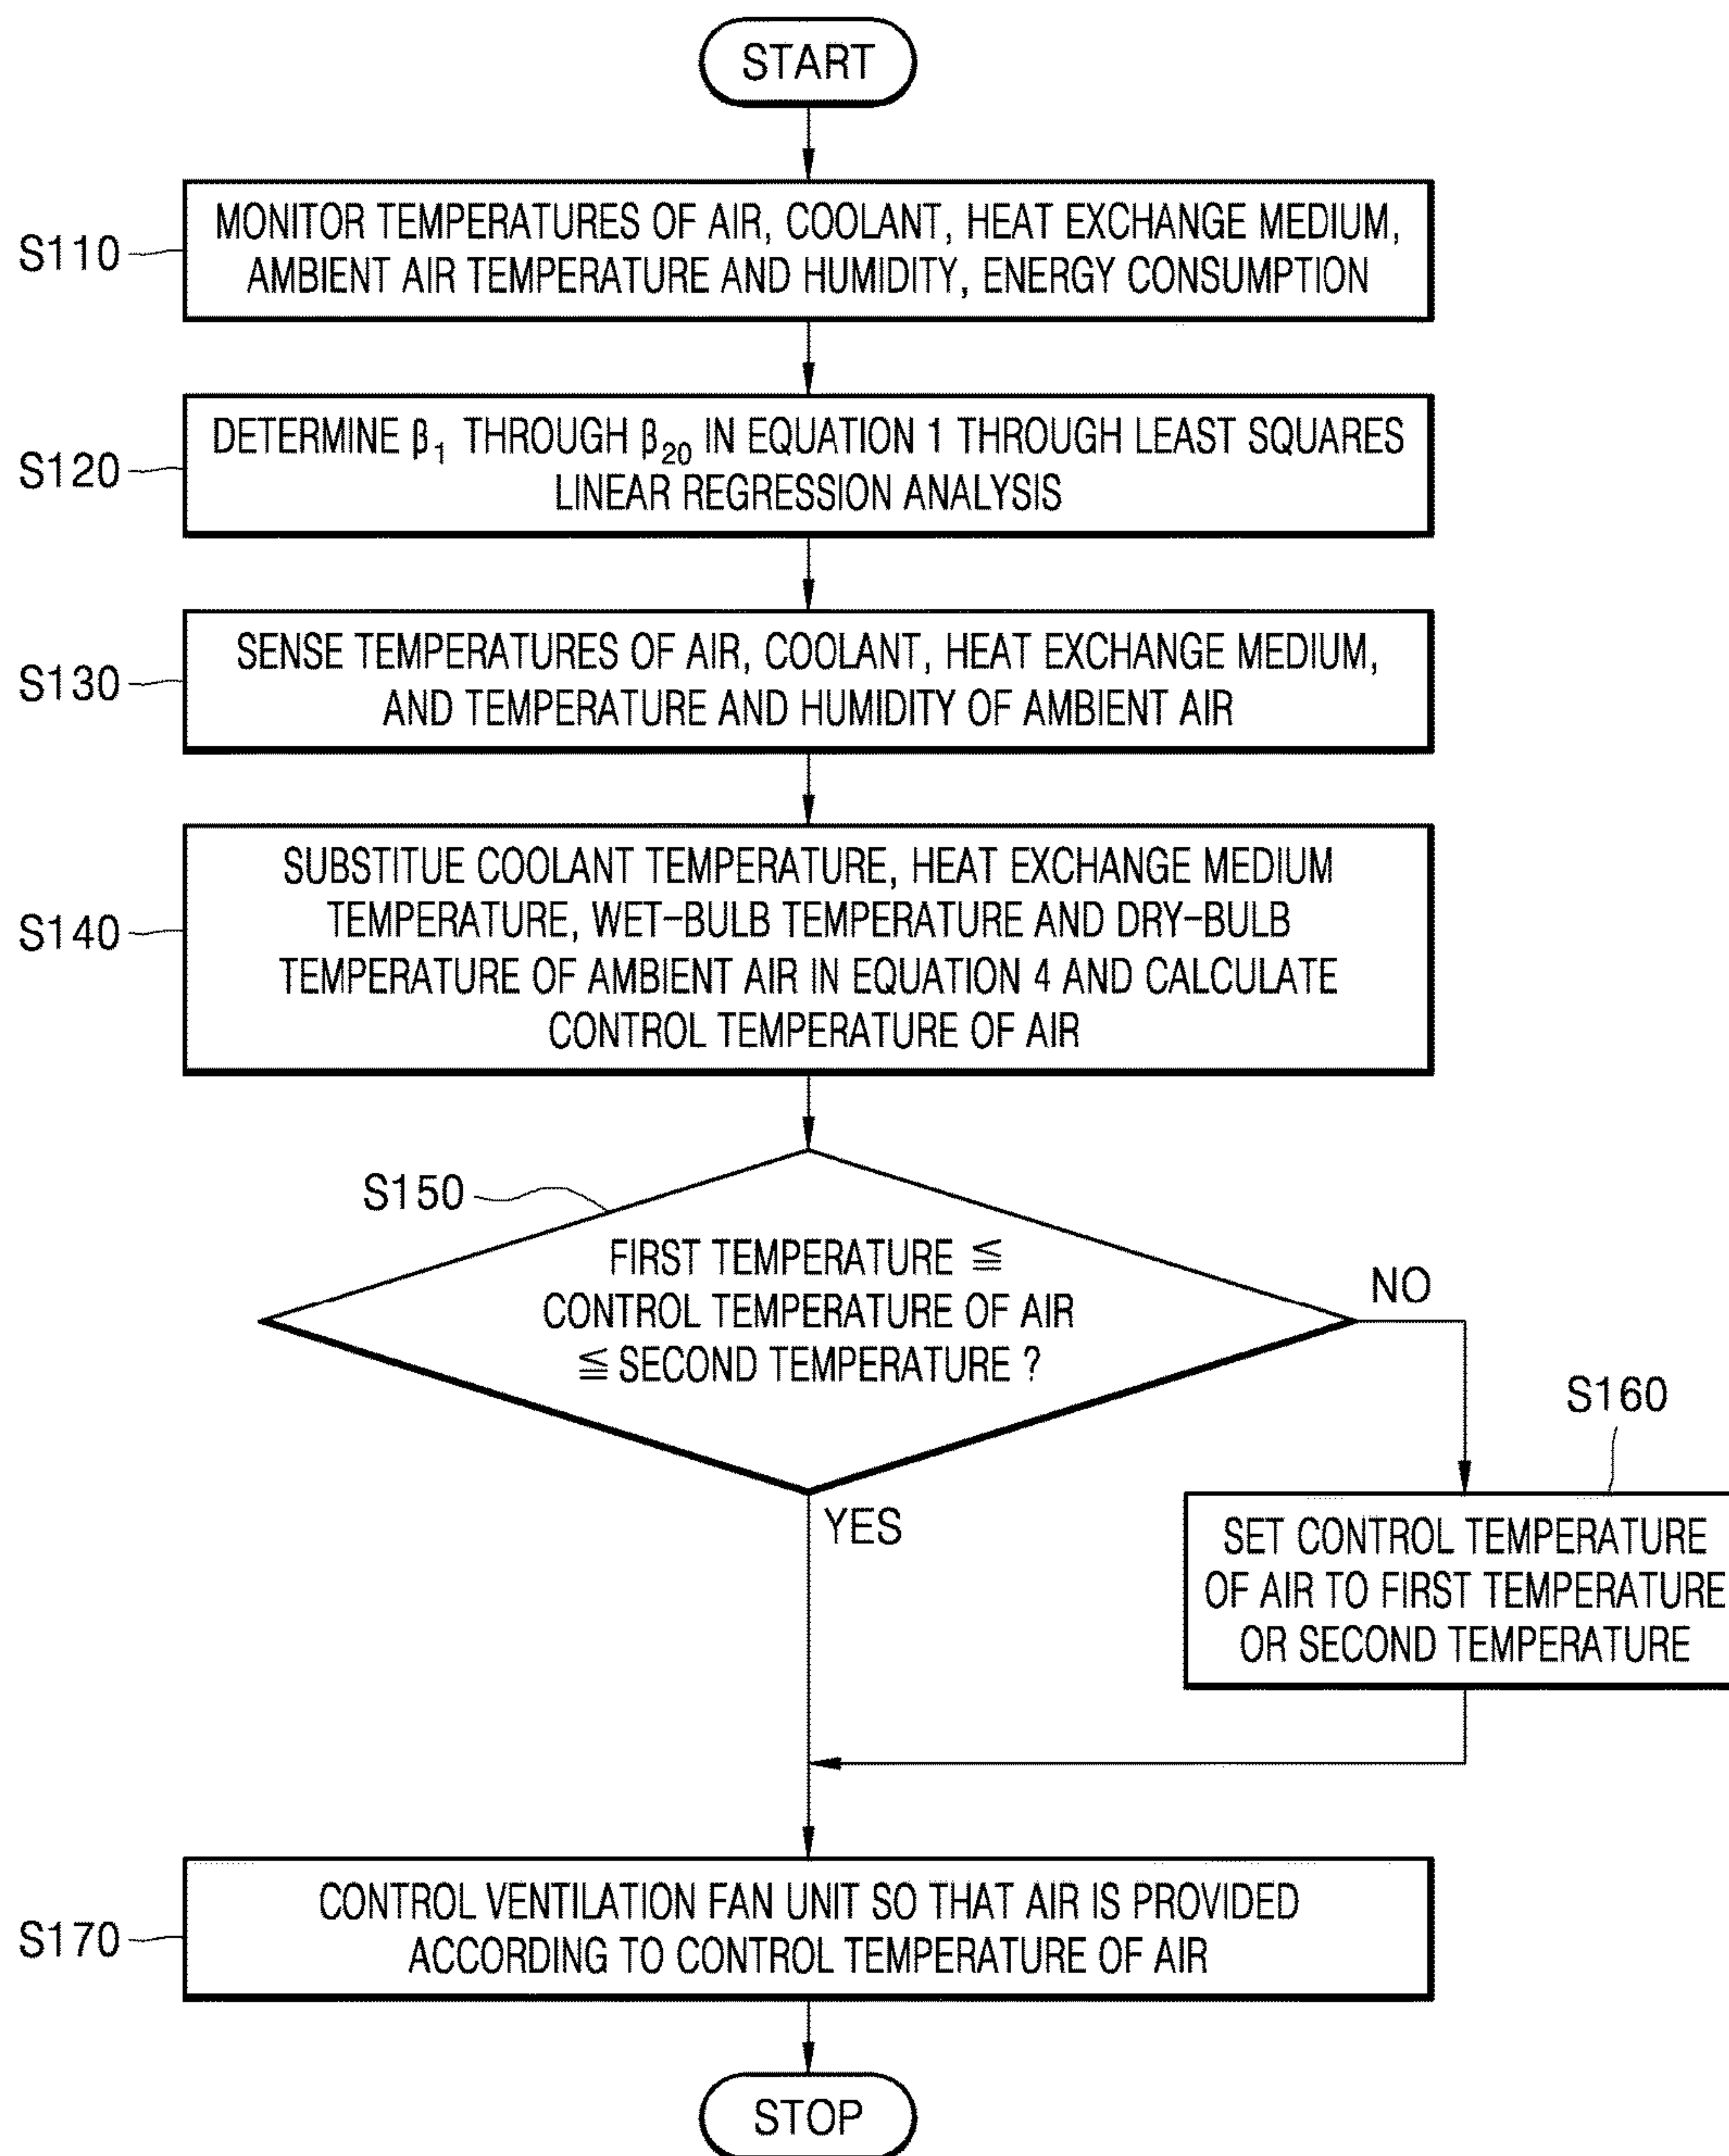 START
S110
MONITOR TEMPERATURES OF AIR, COOLANT, HEAT EXCHANGE MEDIUM,
AMBIENT AIR TEMPERATURE AND HUMIDITY, ENERGY CONSUMPTION
S120
DETERMINE β₁ THROUGH β₂₀ IN EQUATION 1 THROUGH LEAST SQUARES
LINEAR REGRESSION ANALYSIS
S130
SENSE TEMPERATURES OF AIR, COOLANT, HEAT EXCHANGE MEDIUM,
AND TEMPERATURE AND HUMIDITY OF AMBIENT AIR
S140
SUBSTITUE COOLANT TEMPERATURE, HEAT EXCHANGE MEDIUM
TEMPERATURE, WET-BULB TEMPERATURE AND DRY-BULB
TEMPERATURE OF AMBIENT AIR IN EQUATION 4 AND CALCULATE
CONTROL TEMPERATURE OF AIR
S150
FIRST TEMPERATURE ≦
CONTROL TEMPERATURE OF AIR
≦ SECOND TEMPERATURE ?
NO
YES
S160
SET CONTROL TEMPERATURE
OF AIR TO FIRST TEMPERATURE
OR SECOND TEMPERATURE
S170
CONTROL VENTILATION FAN UNIT SO THAT AIR IS PROVIDED
ACCORDING TO CONTROL TEMPERATURE OF AIR
STOP